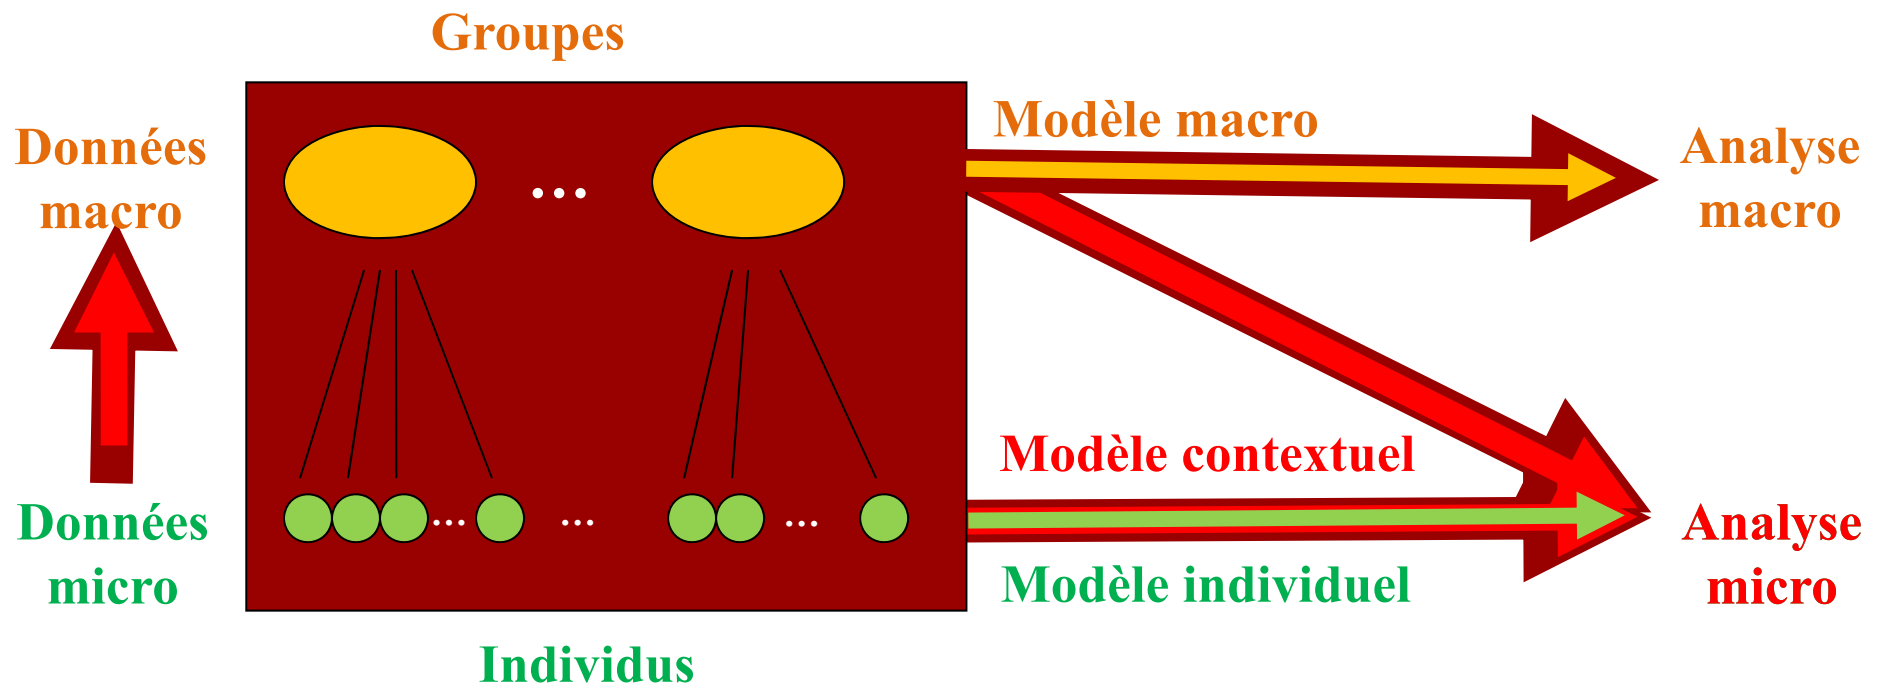 Groupes
Données
macro
...
Modèle macro
Analyse
macro
Modèle contextuel
Données
micro
...
...
...
Modèle individuel
Analyse
micro
Individus